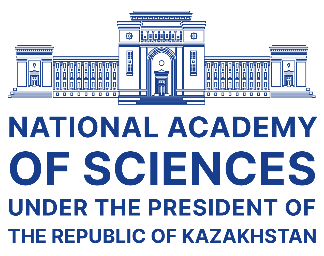 NATIONAL ACADEMY
OF SCIENCES
UNDER THE PRESIDENT OF
THE REPUBLIC OF KAZAKHSTAN